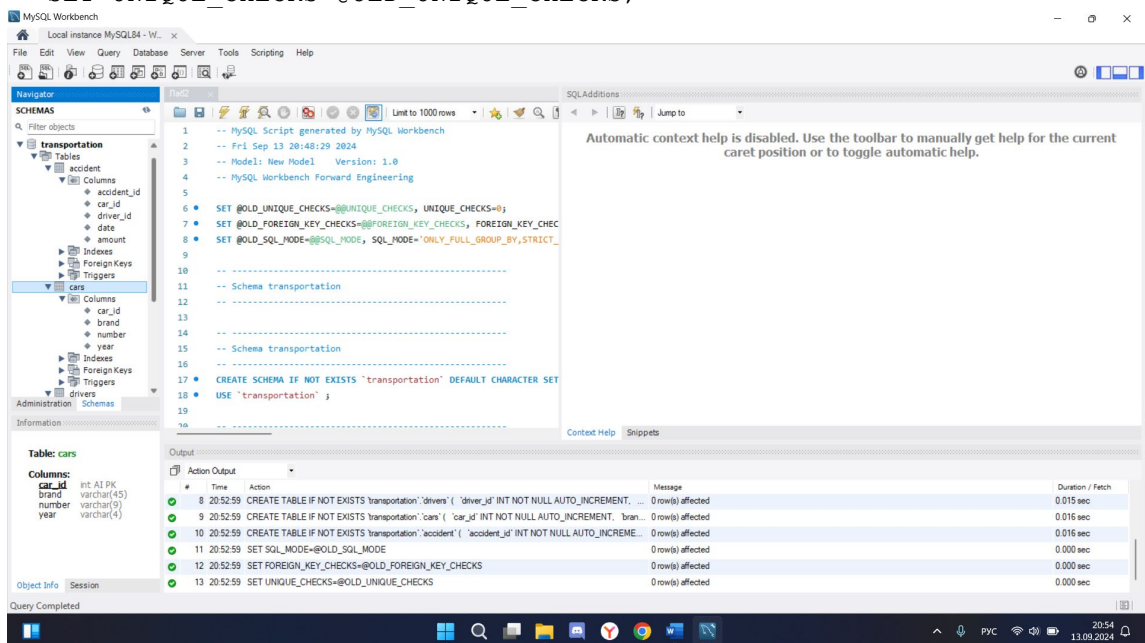 SET UNIQUE_CHECKS=@OLD_UNIQUE_CHECKS;
MySQL Workbench
Local instance MySQL84 - W... ×
File Edit View Query Database Server Tools Scripting Help
Navigator
SCHEMAS
Filter objects
transportation
Tables
accident
Columns
accident_id
car_id
driver_id
date
amount
Indexes
Foreign Keys
Triggers
cars
Columns
car_id
brand
number
year
Indexes
Foreign Keys
Triggers
drivers
Administration Schemas
Information
Table: cars
Columns:
car_id int AI PK
brand varchar(45)
number varchar(9)
year varchar(4)
Object Info Session
Limit to 1000 rows
1 -- MySQL Script generated by MySQL Workbench
2 -- Fri Sep 13 20:48:29 2024
3 -- Model: New Model Version: 1.0
4 -- MySQL Workbench Forward Engineering
5
6 SET @OLD_UNIQUE_CHECKS=@@UNIQUE_CHECKS, UNIQUE_CHECKS=0;
7 SET @OLD_FOREIGN_KEY_CHECKS=@@FOREIGN_KEY_CHECKS, FOREIGN_KEY_CHEC
8 SET @OLD_SQL_MODE=@@SQL_MODE, SQL_MODE='ONLY_FULL_GROUP_BY,STRICT_
9
10 -- -----------------------------------------------------
11 -- Schema transportation
12 -- -----------------------------------------------------
13
14 -- -----------------------------------------------------
15 -- Schema transportation
16 -- -----------------------------------------------------
17 CREATE SCHEMA IF NOT EXISTS `transportation` DEFAULT CHARACTER SET
18 USE `transportation` ;
19
20 -- -----------------------------------------------------
SQLAdditions
Jump to
Automatic context help is disabled. Use the toolbar to manually get help for the current
caret position or to toggle automatic help.
Context Help Snippets
Output
Action Output
# Time Action Message Duration / Fetch
8 20:52:59 CREATE TABLE IF NOT EXISTS `transportation`.`drivers` ( `driver_id` INT NOT NULL AUTO_INCREMENT, ... 0 row(s) affected 0.015 sec
9 20:52:59 CREATE TABLE IF NOT EXISTS `transportation`.`cars` ( `car_id` INT NOT NULL AUTO_INCREMENT, `bran... 0 row(s) affected 0.016 sec
10 20:52:59 CREATE TABLE IF NOT EXISTS `transportation`.`accident` ( `accident_id` INT NOT NULL AUTO_INCREME... 0 row(s) affected 0.016 sec
11 20:52:59 SET SQL_MODE=@OLD_SQL_MODE 0 row(s) affected 0.000 sec
12 20:52:59 SET FOREIGN_KEY_CHECKS=@OLD_FOREIGN_KEY_CHECKS 0 row(s) affected 0.000 sec
13 20:52:59 SET UNIQUE_CHECKS=@OLD_UNIQUE_CHECKS 0 row(s) affected 0.000 sec
Query Completed
РУС
20:54
13.09.2024